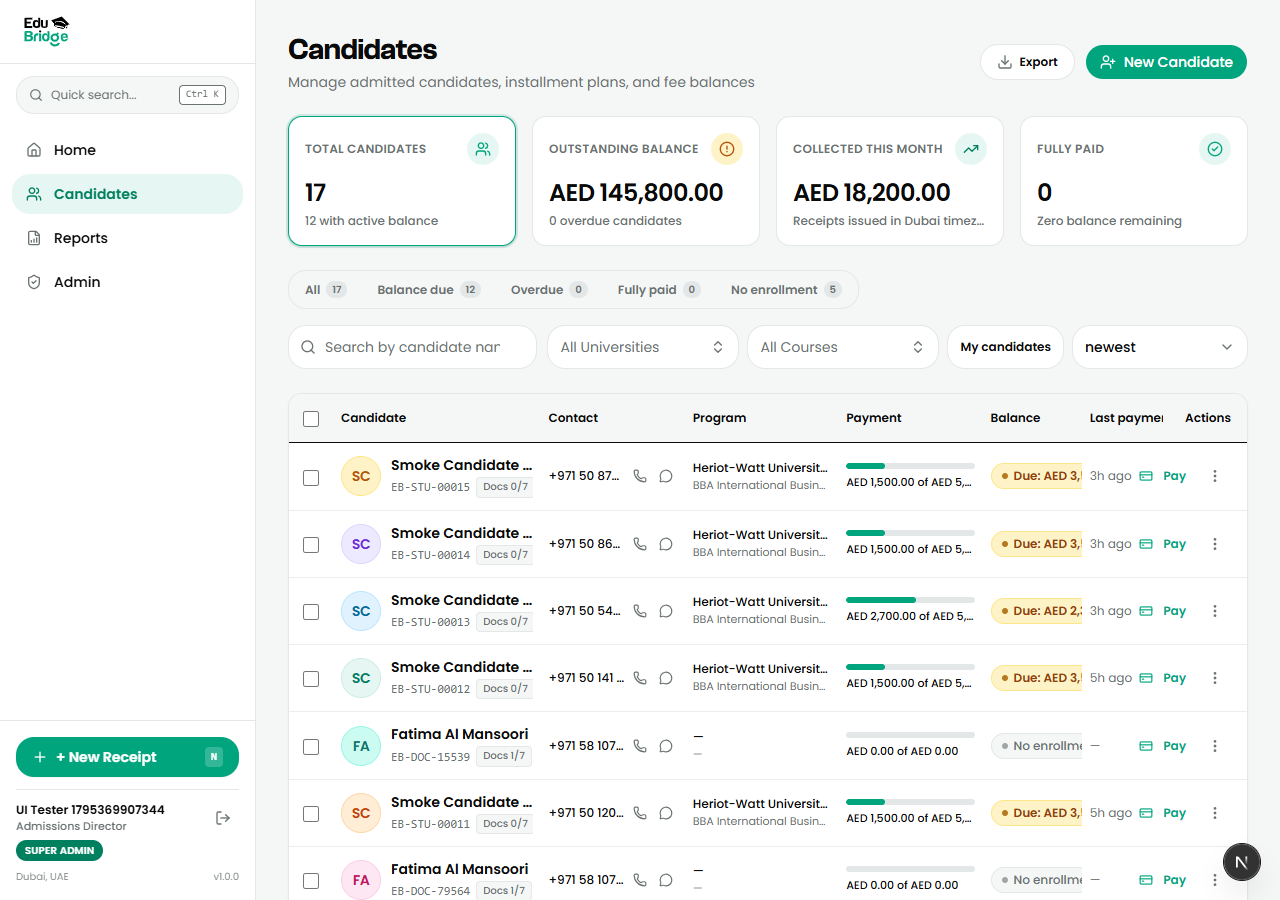 Edu
Bridge
Quick search...
Ctrl K
Home
Candidates
Reports
Admin
+ New Receipt
N
UI Tester 1795369907344
Admissions Director
SUPER ADMIN
Dubai, UAE
v1.0.0
Candidates
Manage admitted candidates, installment plans, and fee balances
Export
New Candidate
TOTAL CANDIDATES
17
12 with active balance
OUTSTANDING BALANCE
AED 145,800.00
0 overdue candidates
COLLECTED THIS MONTH
AED 18,200.00
Receipts issued in Dubai timez...
FULLY PAID
0
Zero balance remaining
All 17
Balance due 12
Overdue 0
Fully paid 0
No enrollment 5
Search by candidate nar
All Universities
All Courses
My candidates
newest
Candidate Contact Program Payment Balance Last paymer Actions
SC
Smoke Candidate ...
EB-STU-00015 Docs 0/7
+971 50 87...
Heriot-Watt Universit...
BBA International Busin...
AED 1,500.00 of AED 5,...
Due: AED 3,
3h ago
Pay
SC
Smoke Candidate ...
EB-STU-00014 Docs 0/7
+971 50 86...
Heriot-Watt Universit...
BBA International Busin...
AED 1,500.00 of AED 5,...
Due: AED 3,
3h ago
Pay
SC
Smoke Candidate ...
EB-STU-00013 Docs 0/7
+971 50 54...
Heriot-Watt Universit...
BBA International Busin...
AED 2,700.00 of AED 5,...
Due: AED 2,
3h ago
Pay
SC
Smoke Candidate ...
EB-STU-00012 Docs 0/7
+971 50 141 ...
Heriot-Watt Universit...
BBA International Busin...
AED 1,500.00 of AED 5,...
Due: AED 3,
5h ago
Pay
FA
Fatima Al Mansoori
EB-DOC-15539 Docs 1/7
+971 58 107...
—
—
AED 0.00 of AED 0.00
No enrollme
—
Pay
SC
Smoke Candidate ...
EB-STU-00011 Docs 0/7
+971 50 120...
Heriot-Watt Universit...
BBA International Busin...
AED 1,500.00 of AED 5,...
Due: AED 3,
5h ago
Pay
FA
Fatima Al Mansoori
EB-DOC-79564 Docs 1/7
+971 58 107...
—
—
AED 0.00 of AED 0.00
No enrollme
—
Pay
N